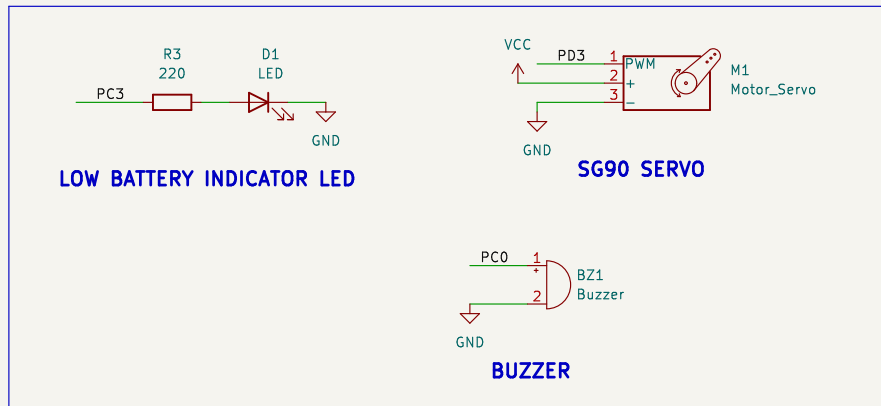 R3
220
PC3
D1
LED
GND
LOW BATTERY INDICATOR LED
VCC
PD3
1
2
3
PWM
+
−
M1
Motor_Servo
GND
SG90 SERVO
PC0
1
+
2
BZ1
Buzzer
GND
BUZZER